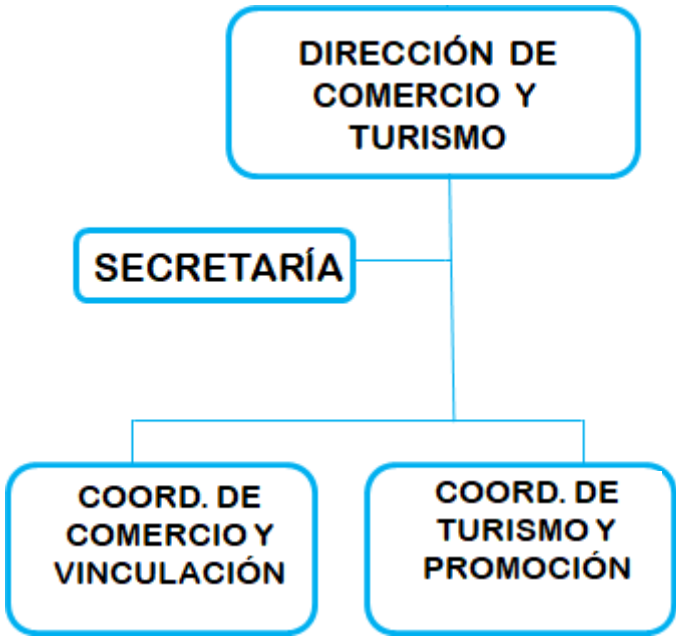 DIRECCIÓN DE
COMERCIO Y
TURISMO
SECRETARÍA
COORD. DE
COMERCIO Y
VINCULACIÓN
COORD. DE
TURISMO Y
PROMOCIÓN